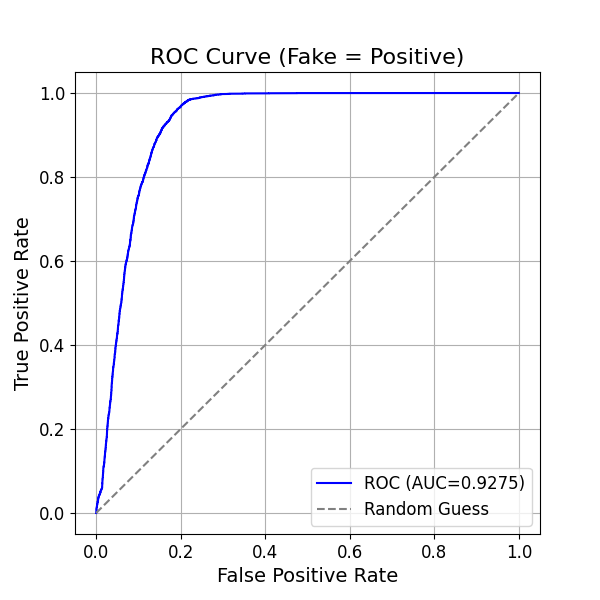 ROC Curve (Fake = Positive)
True Positive Rate
1.0
0.8
0.6
0.4
0.2
0.0
0.0 0.2 0.4 0.6 0.8 1.0
False Positive Rate
ROC (AUC=0.9275)
Random Guess